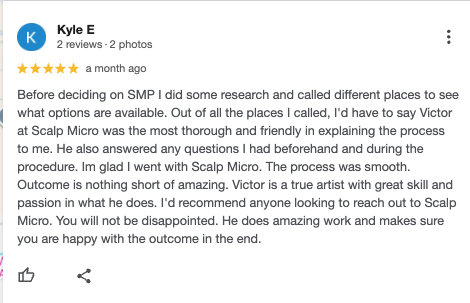 K
Kyle E
2 reviews · 2 photos
a month ago
Before deciding on SMP I did some research and called different places to see
what options are available. Out of all the places I called, I'd have to say Victor
at Scalp Micro was the most thorough and friendly in explaining the process
to me. He also answered any questions I had beforehand and during the
procedure. Im glad I went with Scalp Micro. The process was smooth.
Outcome is nothing short of amazing. Victor is a true artist with great skill and
passion in what he does. I'd recommend anyone looking to reach out to Scalp
Micro. You will not be disappointed. He does amazing work and makes sure
you are happy with the outcome in the end.